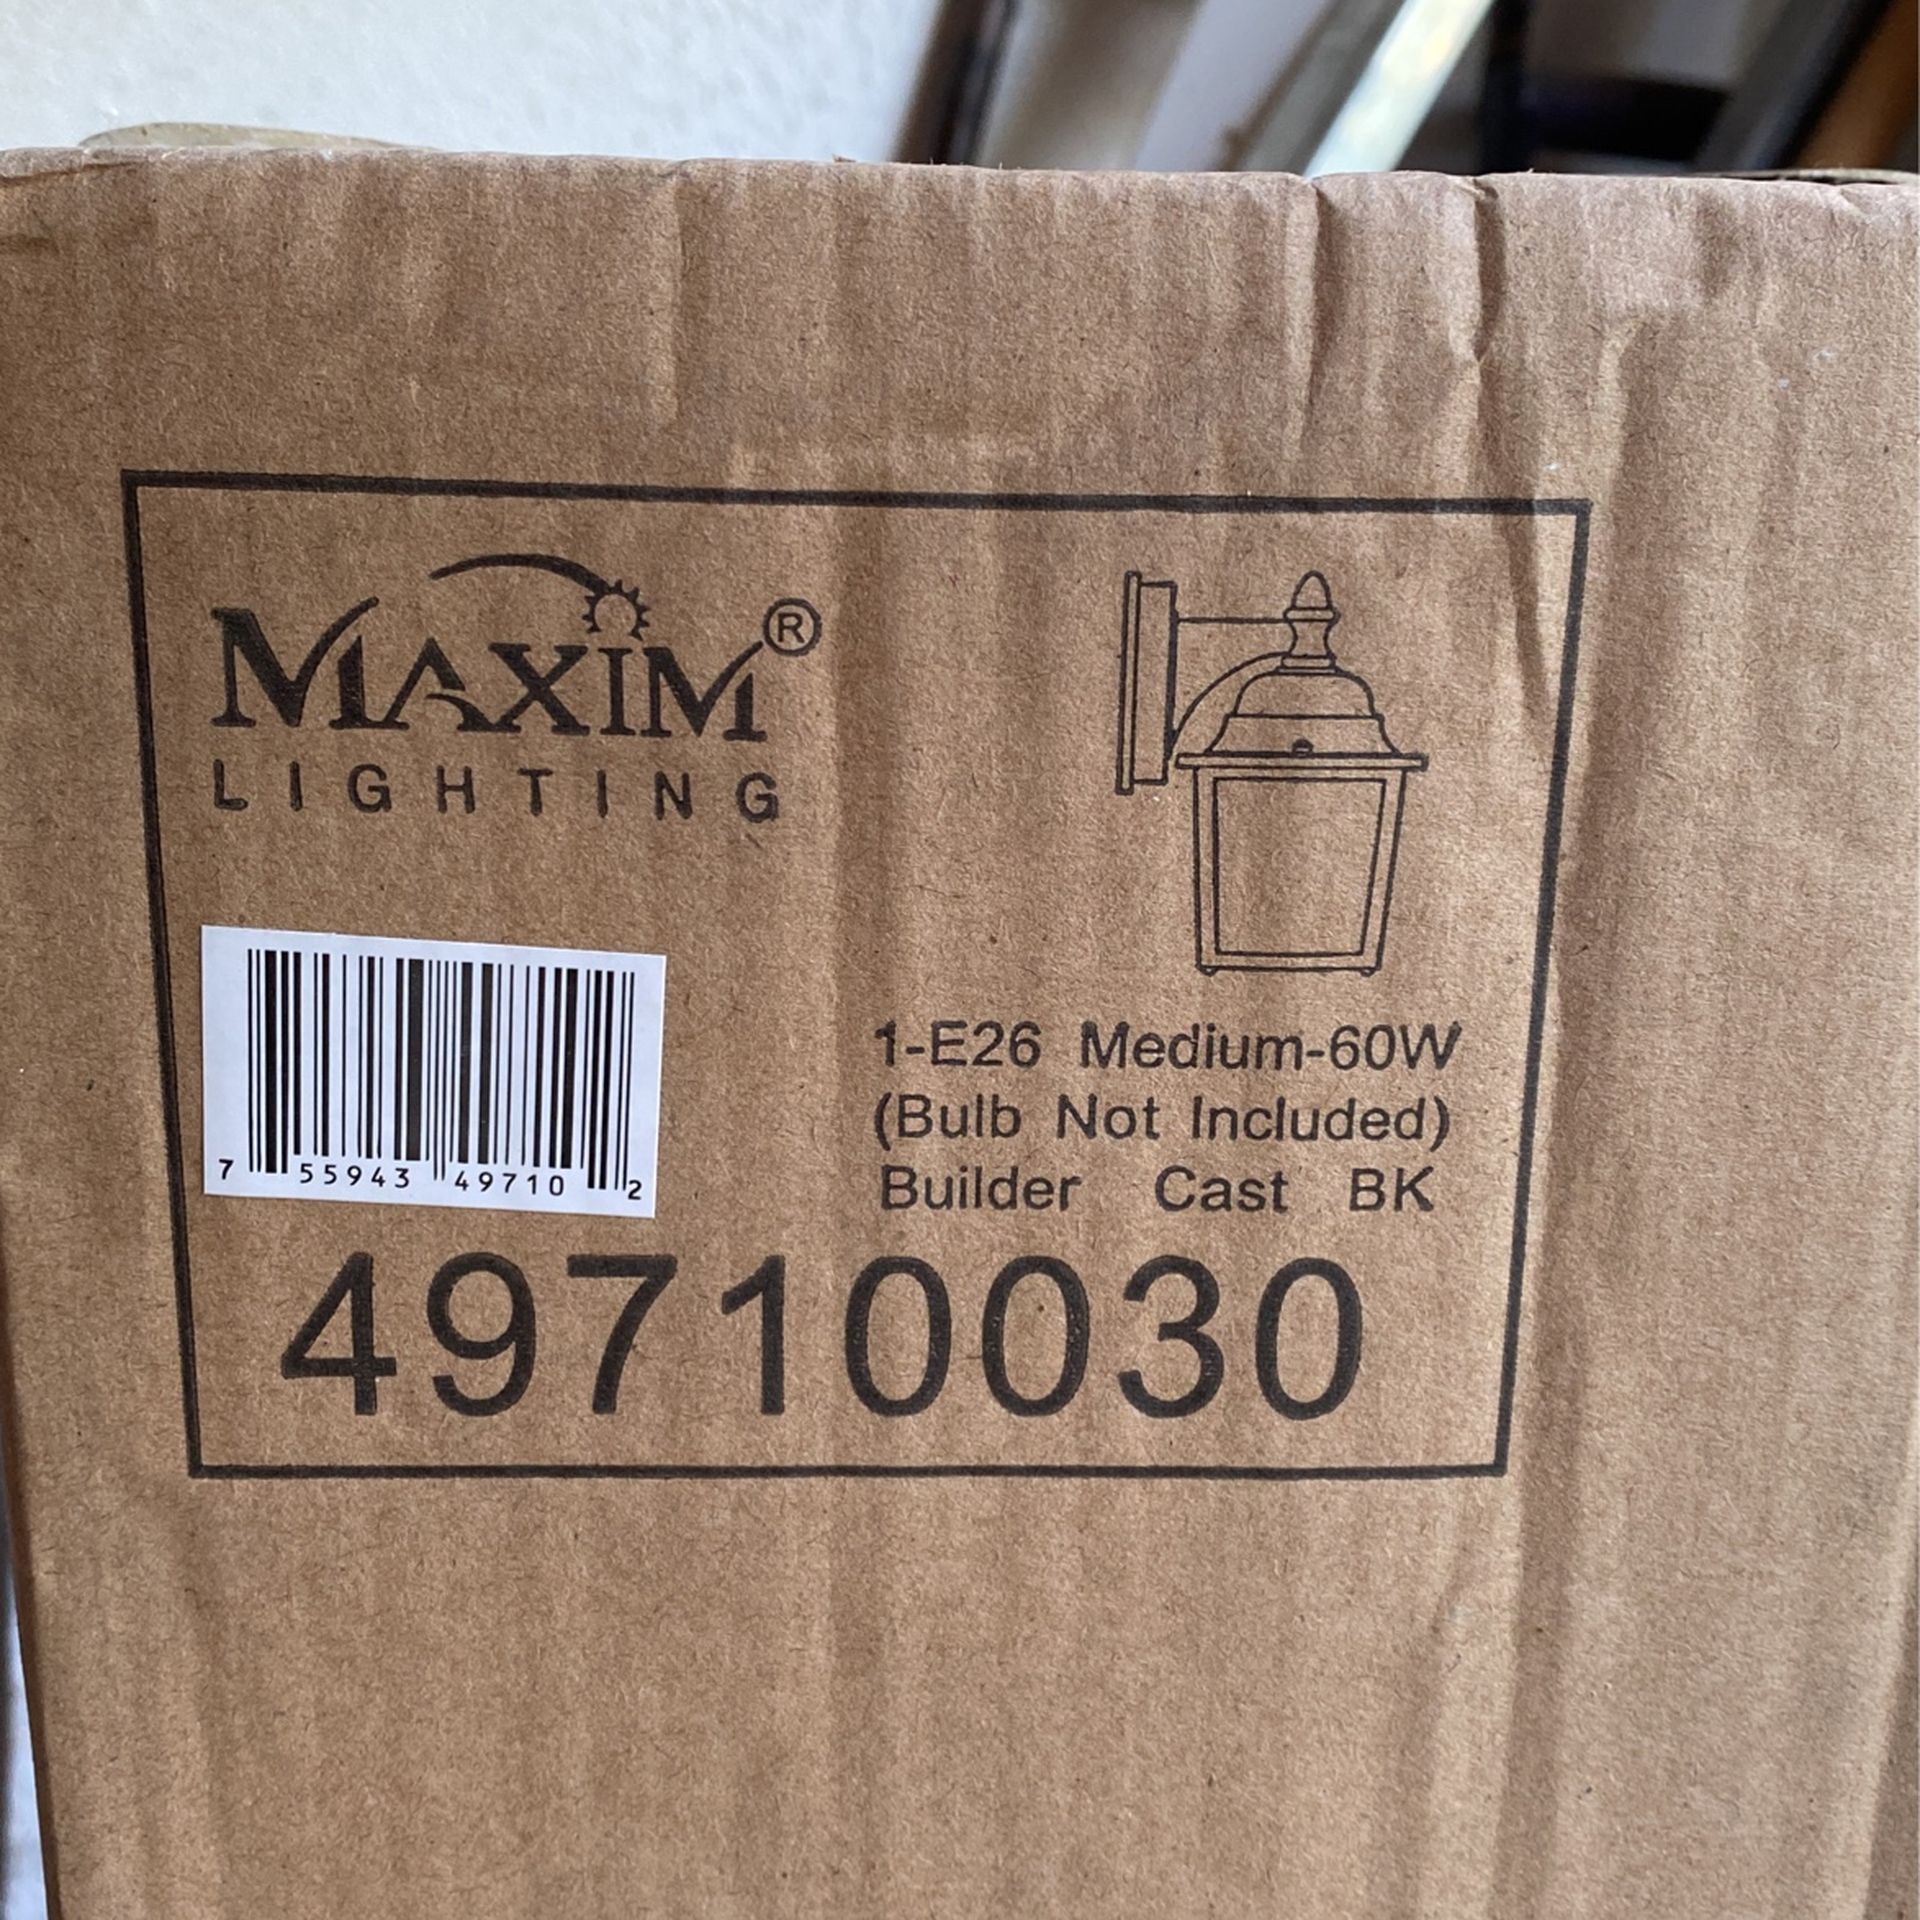 MAXIM®
LIGHTING
1-E26 Medium-60W
(Bulb Not Included)
Builder Cast BK
7 55943 49710 2
49710030